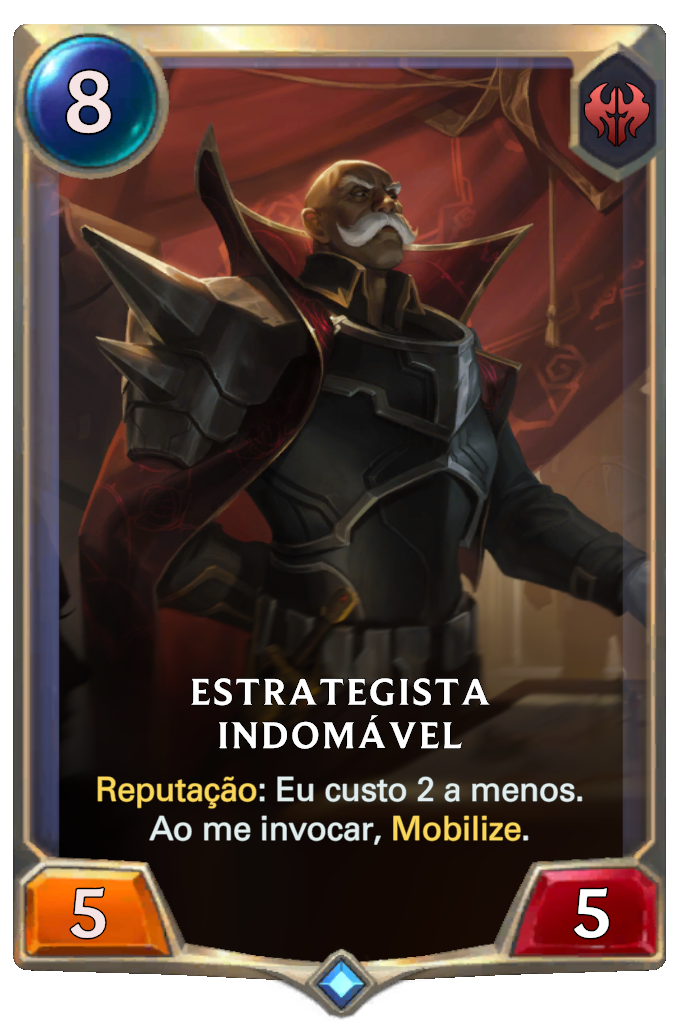 8
ESTRATEGISTA
INDOMÁVEL
Reputação: Eu custo 2 a menos.
Ao me invocar, Mobilize.
5 5